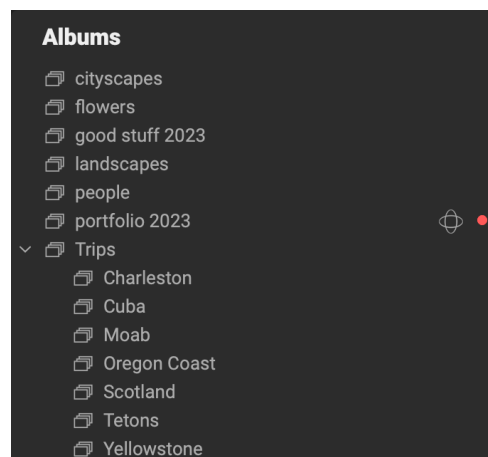 Albums
cityscapes
flowers
good stuff 2023
landscapes
people
portfolio 2023
Trips
Charleston
Cuba
Moab
Oregon Coast
Scotland
Tetons
Yellowstone